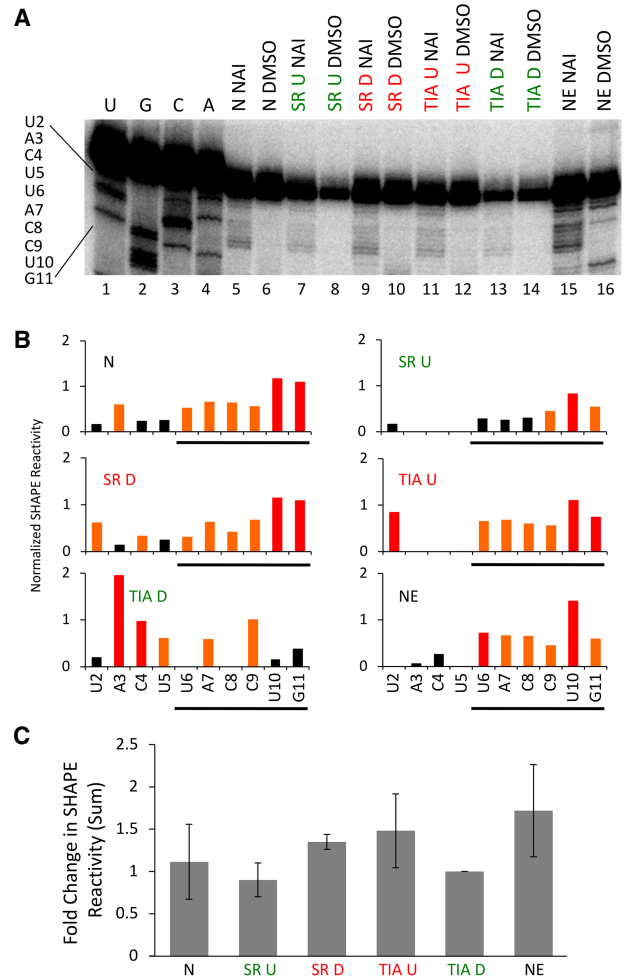 A
U G C A N NAI N DMSO SR U NAI SR U DMSO SR D NAI SR D DMSO TIA U NAI TIA U DMSO TIA D NAI TIA D DMSO NE NAI NE DMSO
U2
A3
C4
U5
U6
A7
C8
C9
U10
G11
1 2 3 4 5 6 7 8 9 10 11 12 13 14 15 16
B
Normalized SHAPE Reactivity
2
1
0
N
2
1
0
SR U
2
1
0
SR D
2
1
0
TIA U
2
1
0
TIA D
U2 A3 C4 U5 U6 A7 C8 C9 U10 G11
2
1
0
NE
U2 A3 C4 U5 U6 A7 C8 C9 U10 G11
C
Fold Change in SHAPE
Reactivity (Sum)
2.5
2
1.5
1
0.5
0
N SR U SR D TIA U TIA D NE